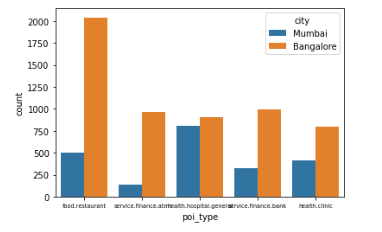 city
Mumbai
Bangalore
2000
1750
1500
1250
1000
750
500
250
0
count
food.restaurant service.finance.atm health.hospital.general service.finance.bank health.clinic
poi_type